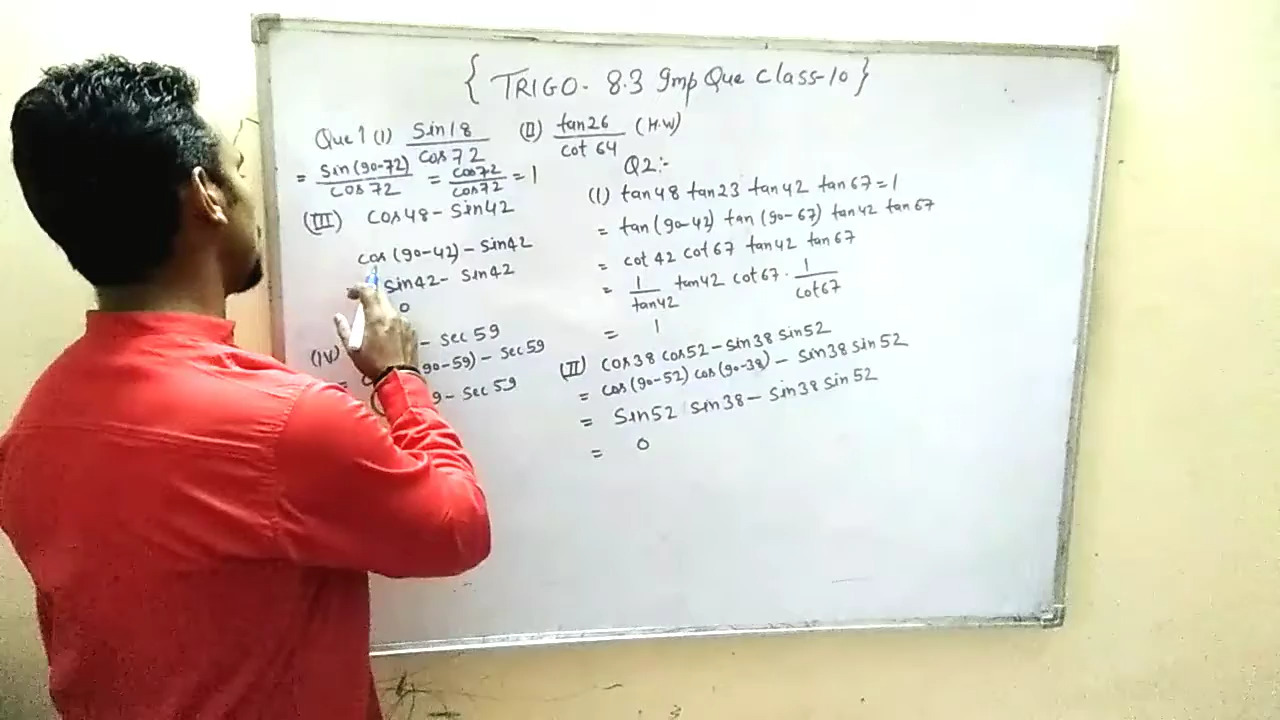 { TRIGO. 8.3 Imp Que Class-10 }
Que 1 (I) Sin18 / Cos72 (II) tan26 / cot64 (H.W)
= Sin(90-72) / Cos72 = Cos72 / Cos72 = 1
(III) Cos48 - Sin42
cos(90-42) - Sin42
Sin42 - Sin42
0
(IV) - Sec59
= 90-59) - Sec59
9 - Sec59
Q2:-
(I) tan48 tan23 tan42 tan67 = 1
= tan(90-42) tan(90-67) tan42 tan67
= cot42 cot67 tan42 tan67
= 1/tan42 tan42 cot67 . 1/cot67
= 1
(II) cos38 cos52 - sin38 sin52
= cos(90-52) cos(90-38) - sin38 sin52
= Sin52 sin38 - sin38 sin52
= 0